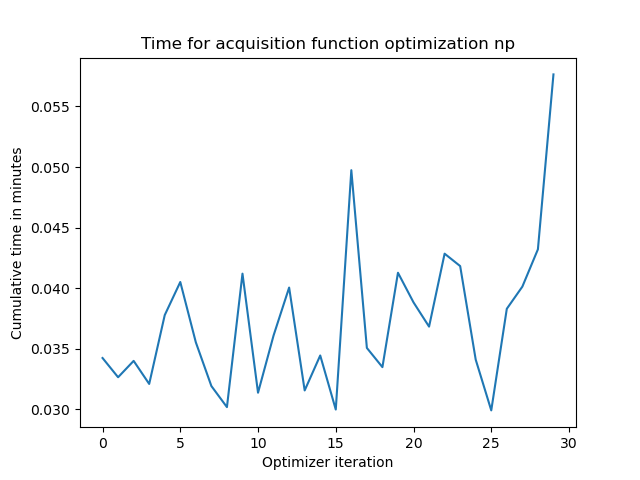 Time for acquisition function optimization np
Cumulative time in minutes
0.055
0.050
0.045
0.040
0.035
0.030
0 5 10 15 20 25 30
Optimizer iteration